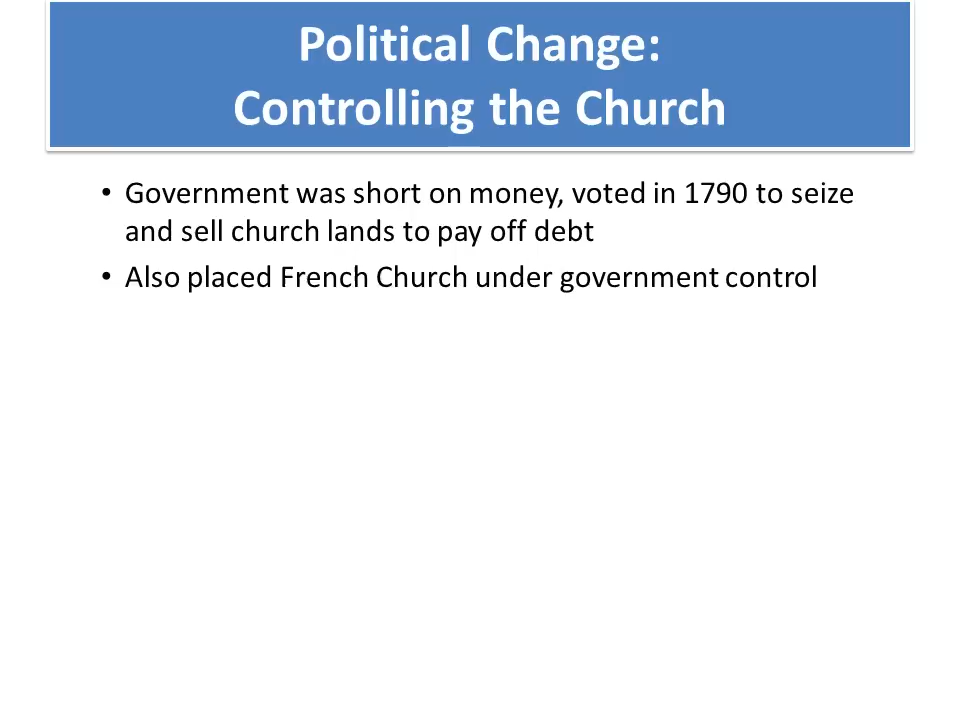 Political Change:
Controlling the Church
• Government was short on money, voted in 1790 to seize
and sell church lands to pay off debt
• Also placed French Church under government control